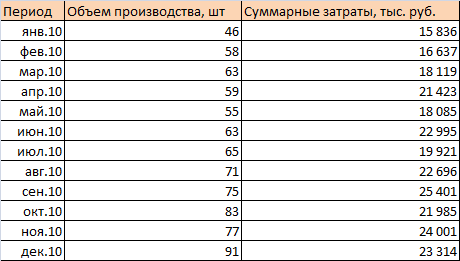 Период Объем производства, шт Суммарные затраты, тыс. руб.
янв.10 46 15 836
фев.10 58 16 637
мар.10 63 18 119
апр.10 59 21 423
май.10 55 18 085
июн.10 63 22 995
июл.10 65 19 921
авг.10 71 22 696
сен.10 75 25 401
окт.10 83 21 985
ноя.10 77 24 001
дек.10 91 23 314